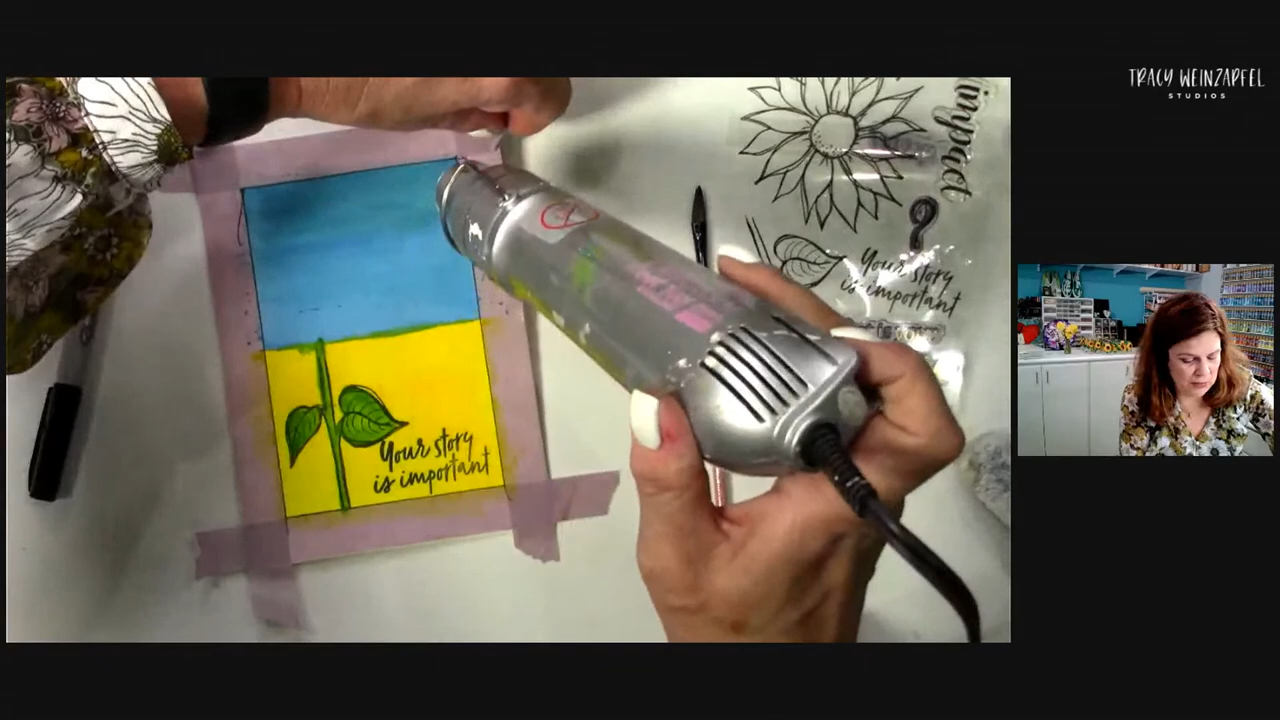 TRACY WEINZAPFEL
STUDIOS
impact
Your story
is important
Your story
is important